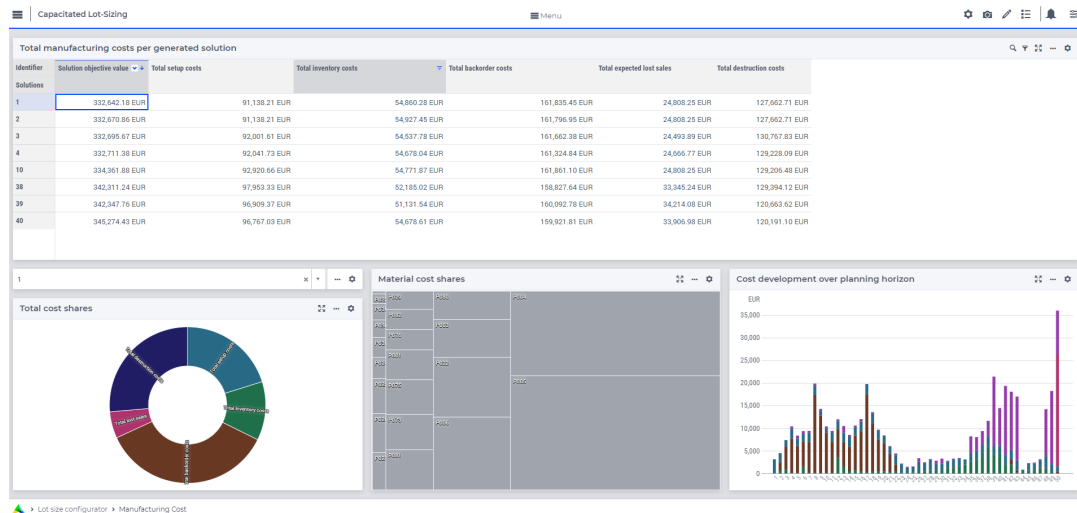 Capacitated Lot-Sizing
Menu
Total manufacturing costs per generated solution
Identifier Solution objective value Total setup costs Total inventory costs Total backorder costs Total expected lost sales Total destruction costs
Solutions
1 332,642.18 EUR 91,138.21 EUR 54,860.28 EUR 161,835.45 EUR 24,808.25 EUR 127,662.71 EUR
2 332,670.86 EUR 91,138.21 EUR 54,927.45 EUR 161,796.95 EUR 24,808.25 EUR 127,662.71 EUR
3 332,695.67 EUR 92,001.61 EUR 54,537.78 EUR 161,662.38 EUR 24,493.89 EUR 130,767.83 EUR
4 332,711.38 EUR 92,041.73 EUR 54,678.04 EUR 161,324.84 EUR 24,666.77 EUR 129,228.09 EUR
10 334,361.88 EUR 92,920.66 EUR 54,771.87 EUR 161,861.10 EUR 24,808.25 EUR 129,206.48 EUR
38 342,311.24 EUR 97,953.33 EUR 52,185.02 EUR 158,827.64 EUR 33,345.24 EUR 129,394.12 EUR
39 342,347.76 EUR 96,909.37 EUR 51,131.54 EUR 160,092.78 EUR 34,214.08 EUR 120,663.62 EUR
40 345,274.43 EUR 96,767.03 EUR 54,678.61 EUR 159,921.81 EUR 33,906.98 EUR 120,191.10 EUR
1
Total cost shares
Total destruction costs
Total setup costs
Total inventory costs
Total lost sales
Material cost shares
Cost development over planning horizon
EUR
35,000
30,000
25,000
20,000
15,000
10,000
5,000
0
Lot size configurator
Manufacturing Cost